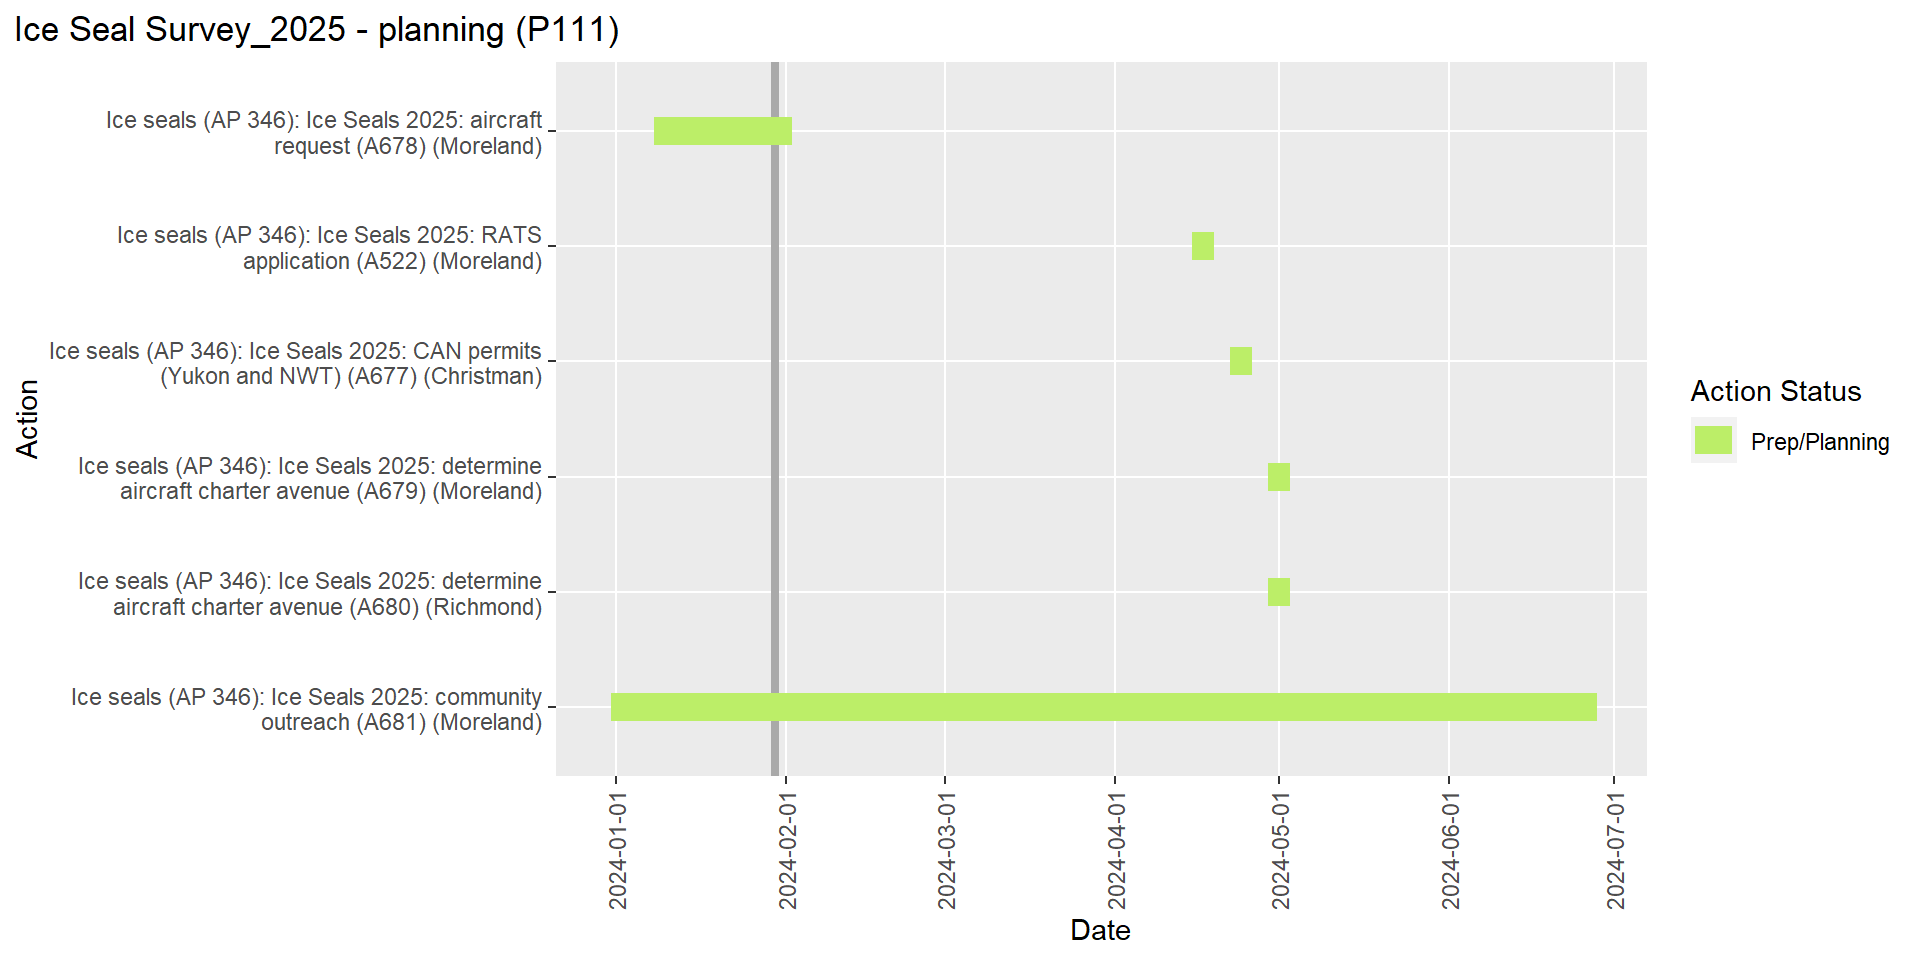 Ice Seal Survey_2025 - planning (P111)
Ice seals (AP 346): Ice Seals 2025: aircraft
request (A678) (Moreland)
Ice seals (AP 346): Ice Seals 2025: RATS
application (A522) (Moreland)
Ice seals (AP 346): Ice Seals 2025: CAN permits
(Yukon and NWT) (A677) (Christman)
Ice seals (AP 346): Ice Seals 2025: determine
aircraft charter avenue (A679) (Moreland)
Ice seals (AP 346): Ice Seals 2025: determine
aircraft charter avenue (A680) (Richmond)
Ice seals (AP 346): Ice Seals 2025: community
outreach (A681) (Moreland)
Action
2024-01-01
2024-02-01
2024-03-01
2024-04-01
2024-05-01
2024-06-01
2024-07-01
Date
Action Status
Prep/Planning